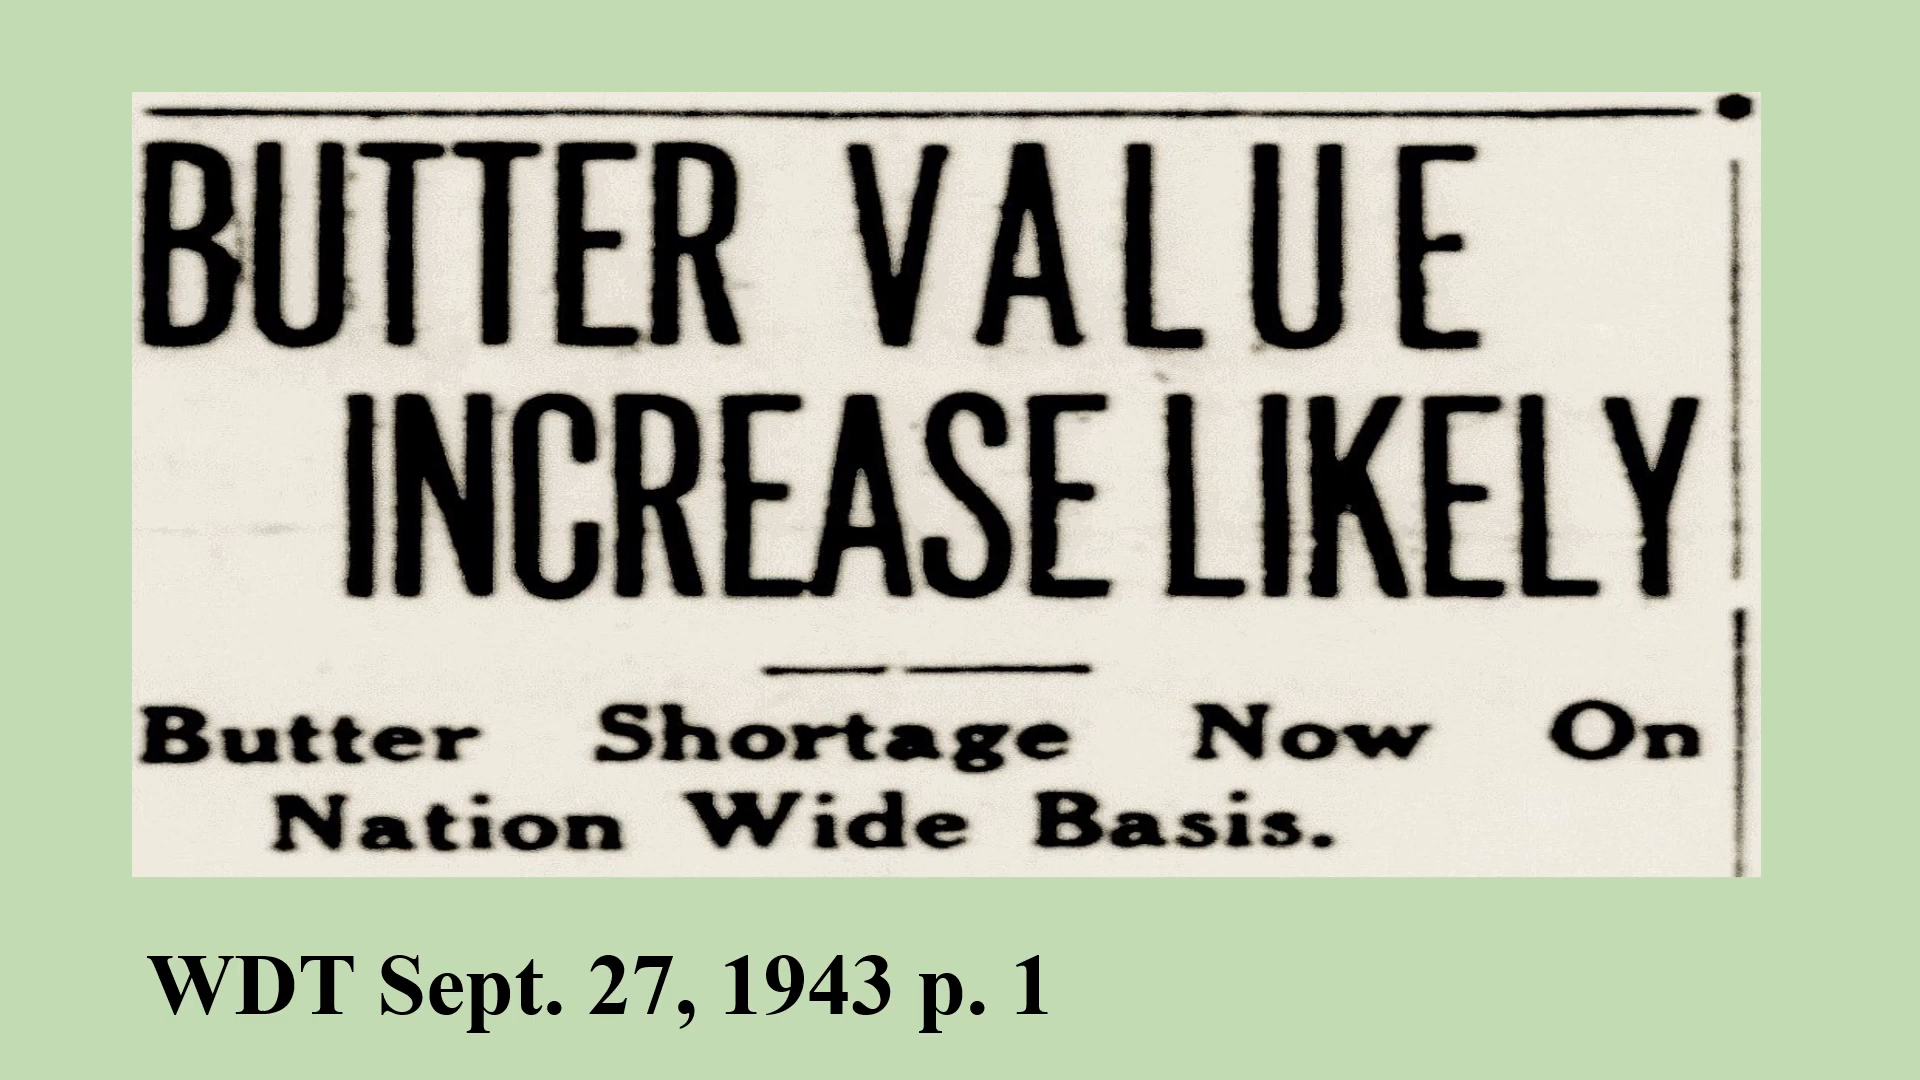 BUTTER VALUE
INCREASE LIKELY
Butter Shortage Now On
Nation Wide Basis.
WDT Sept. 27, 1943 p. 1